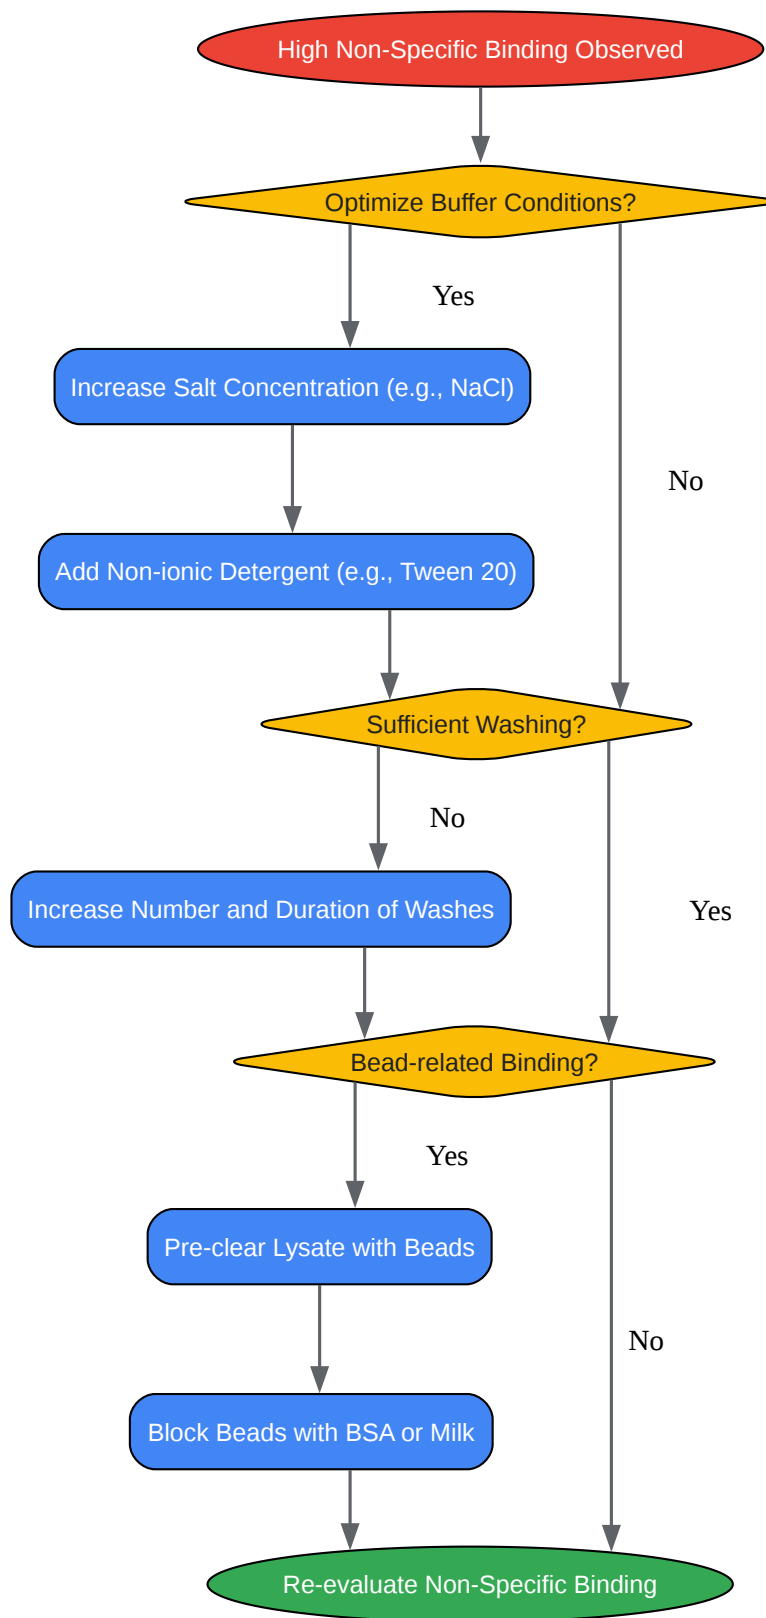 High Non-Specific Binding Observed
Optimize Buffer Conditions?
Yes
Increase Salt Concentration (e.g., NaCl)
No
Add Non-ionic Detergent (e.g., Tween 20)
Sufficient Washing?
No
Increase Number and Duration of Washes
Yes
Bead-related Binding?
Yes
Pre-clear Lysate with Beads
No
Block Beads with BSA or Milk
Re-evaluate Non-Specific Binding